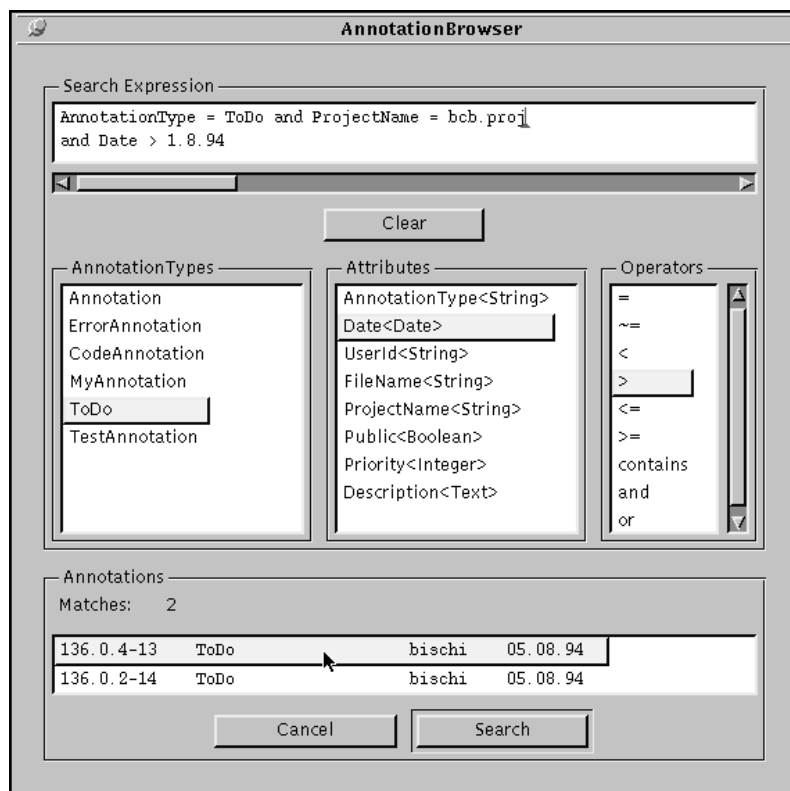 AnnotationBrowser
Search Expression
AnnotationType = ToDo and ProjectName = bcb.proj
and Date > 1.8.94
Clear
AnnotationTypes
Annotation
ErrorAnnotation
CodeAnnotation
MyAnnotation
ToDo
TestAnnotation
Attributes
AnnotationType<String>
Date<Date>
UserId<String>
FileName<String>
ProjectName<String>
Public<Boolean>
Priority<Integer>
Description<Text>
Operators
=
~=
<
>
<=
>=
contains
and
or
Annotations
Matches: 2
136.0.4-13 ToDo bischi 05.08.94
136.0.2-14 ToDo bischi 05.08.94
Cancel Search